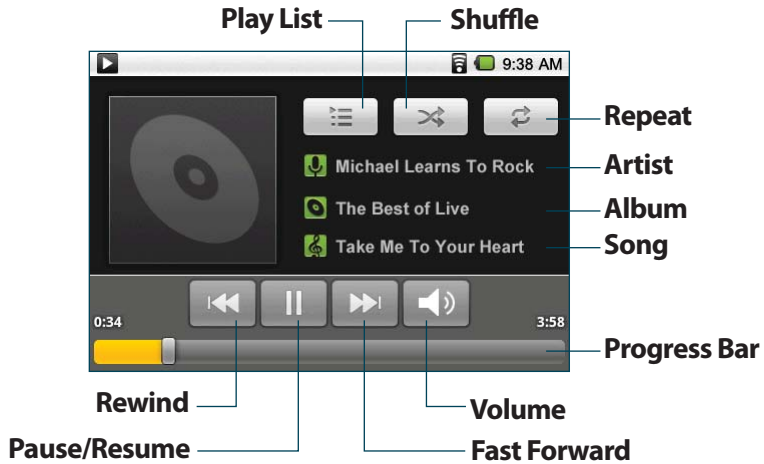 Play List
Shuffle
9:38 AM
Repeat
Michael Learns To Rock
Artist
The Best of Live
Album
Take Me To Your Heart
Song
0:34
3:58
Progress Bar
Rewind
Volume
Pause/Resume
Fast Forward